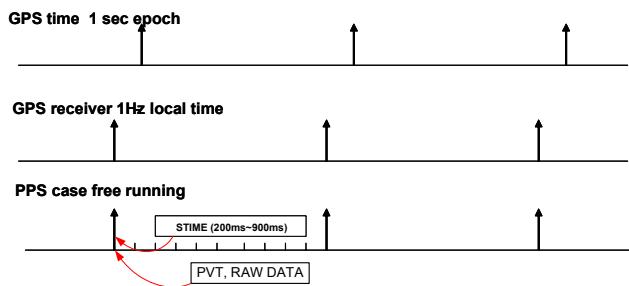 GPS time  1 sec epoch
GPS receiver 1Hz local time
PPS case free running
STIME (200ms~900ms)
PVT, RAW DATA